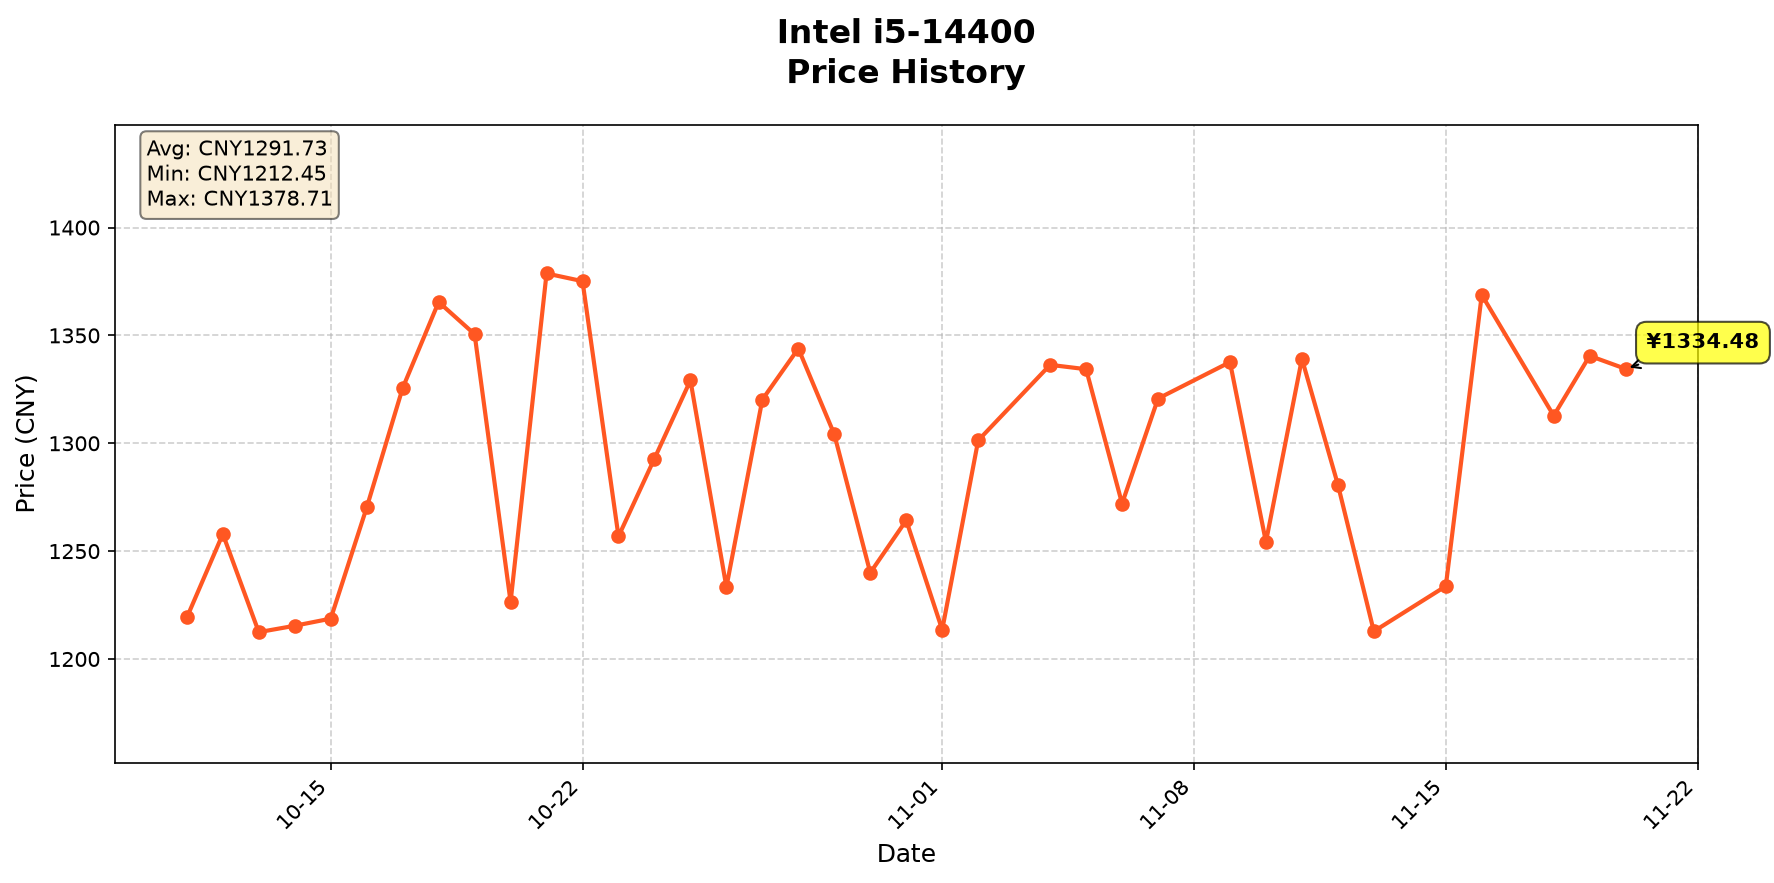 Intel i5-14400
Price History
Avg: CNY1291.73
Min: CNY1212.45
Max: CNY1378.71
1400
1350
1300
1250
1200
Price (CNY)
¥1334.48
10-15
10-22
11-01
11-08
11-15
11-22
Date